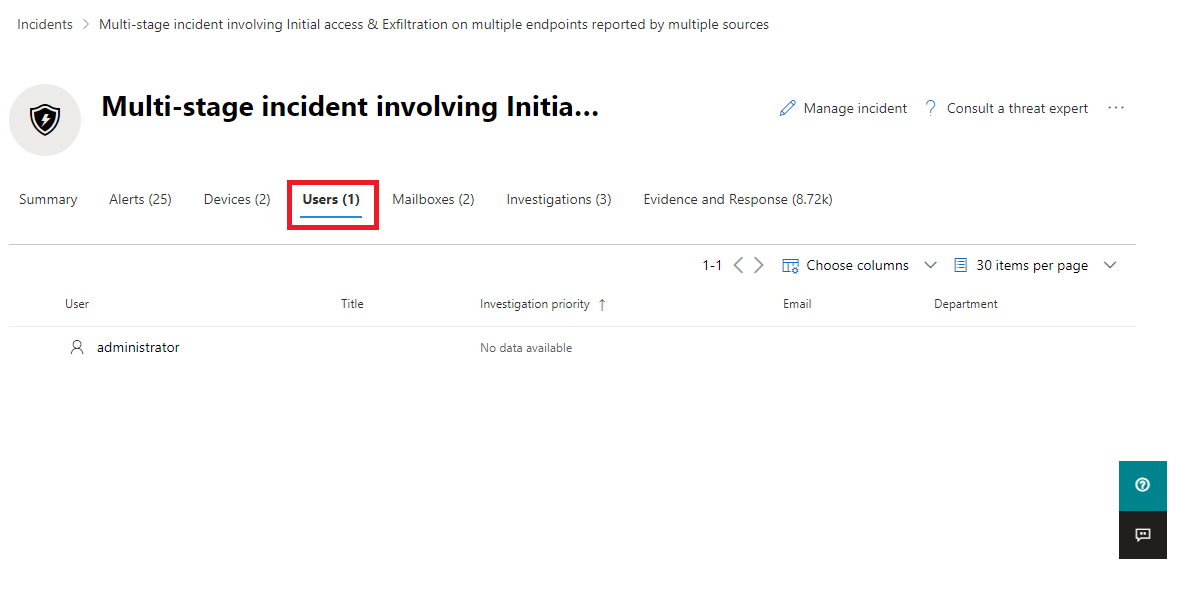 Incidents > Multi-stage incident involving Initial access & Exfiltration on multiple endpoints reported by multiple sources
Multi-stage incident involving Initia...
Manage incident ? Consult a threat expert ...
Summary Alerts (25) Devices (2) Users (1) Mailboxes (2) Investigations (3) Evidence and Response (8.72k)
1-1 < > Choose columns 30 items per page
User Title Investigation priority ↑ Email Department
administrator No data available